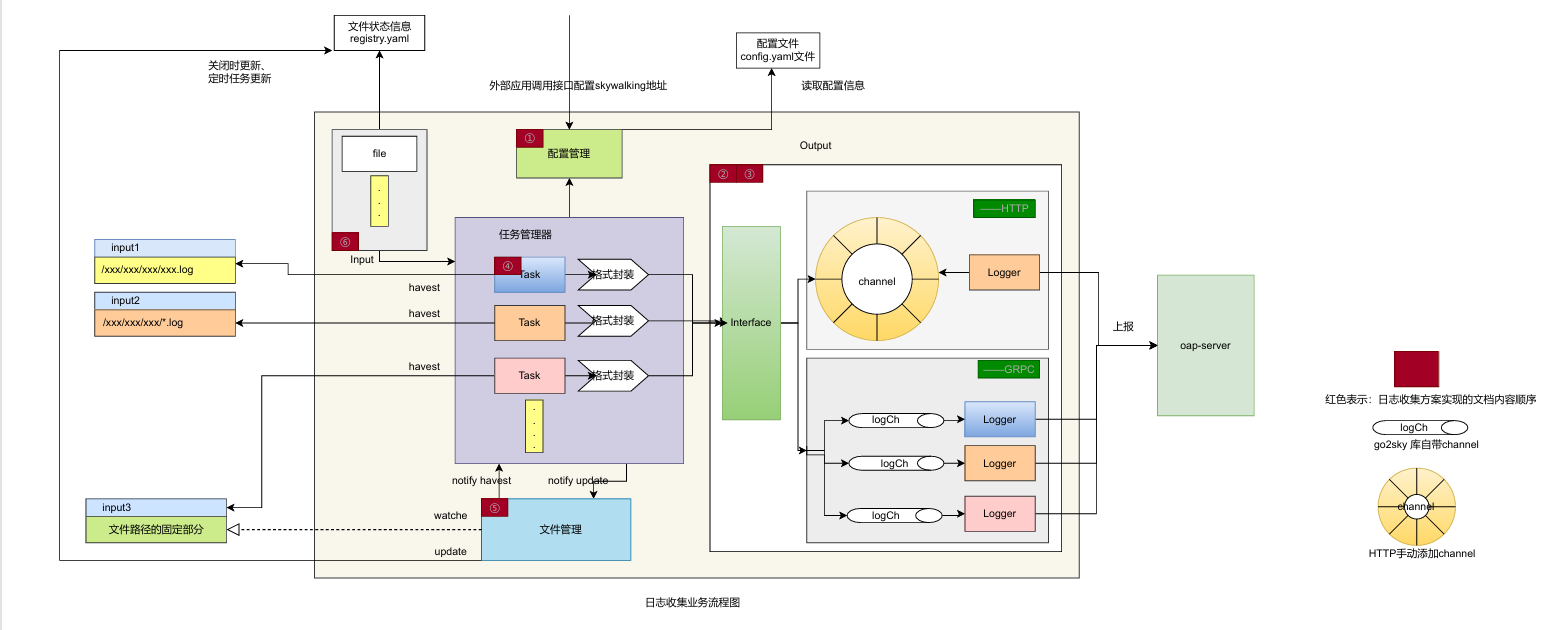 文件状态信息
registry.yaml
关闭时更新、
定时任务更新
外部应用调用接口配置skywalking地址
配置文件
config.yaml文件
读取配置信息
file
.
.
.
⑥
①
配置管理
Output
② ③
——HTTP
channel
Logger
Interface
——GRPC
logCh
Logger
logCh
Logger
logCh
Logger
上报
oap-server
Input
任务管理器
④
Task
格式封装
Task
格式封装
Task
格式封装
.
.
.
.
input1
/xxx/xxx/xxx/xxx.log
input2
/xxx/xxx/xxx/*.log
havest
havest
havest
notify havest
notify update
input3
文件路径的固定部分
watche
update
⑤
文件管理
红色表示：日志收集方案实现的文档内容顺序
logCh
go2sky 库自带channel
channel
HTTP手动添加channel
日志收集业务流程图